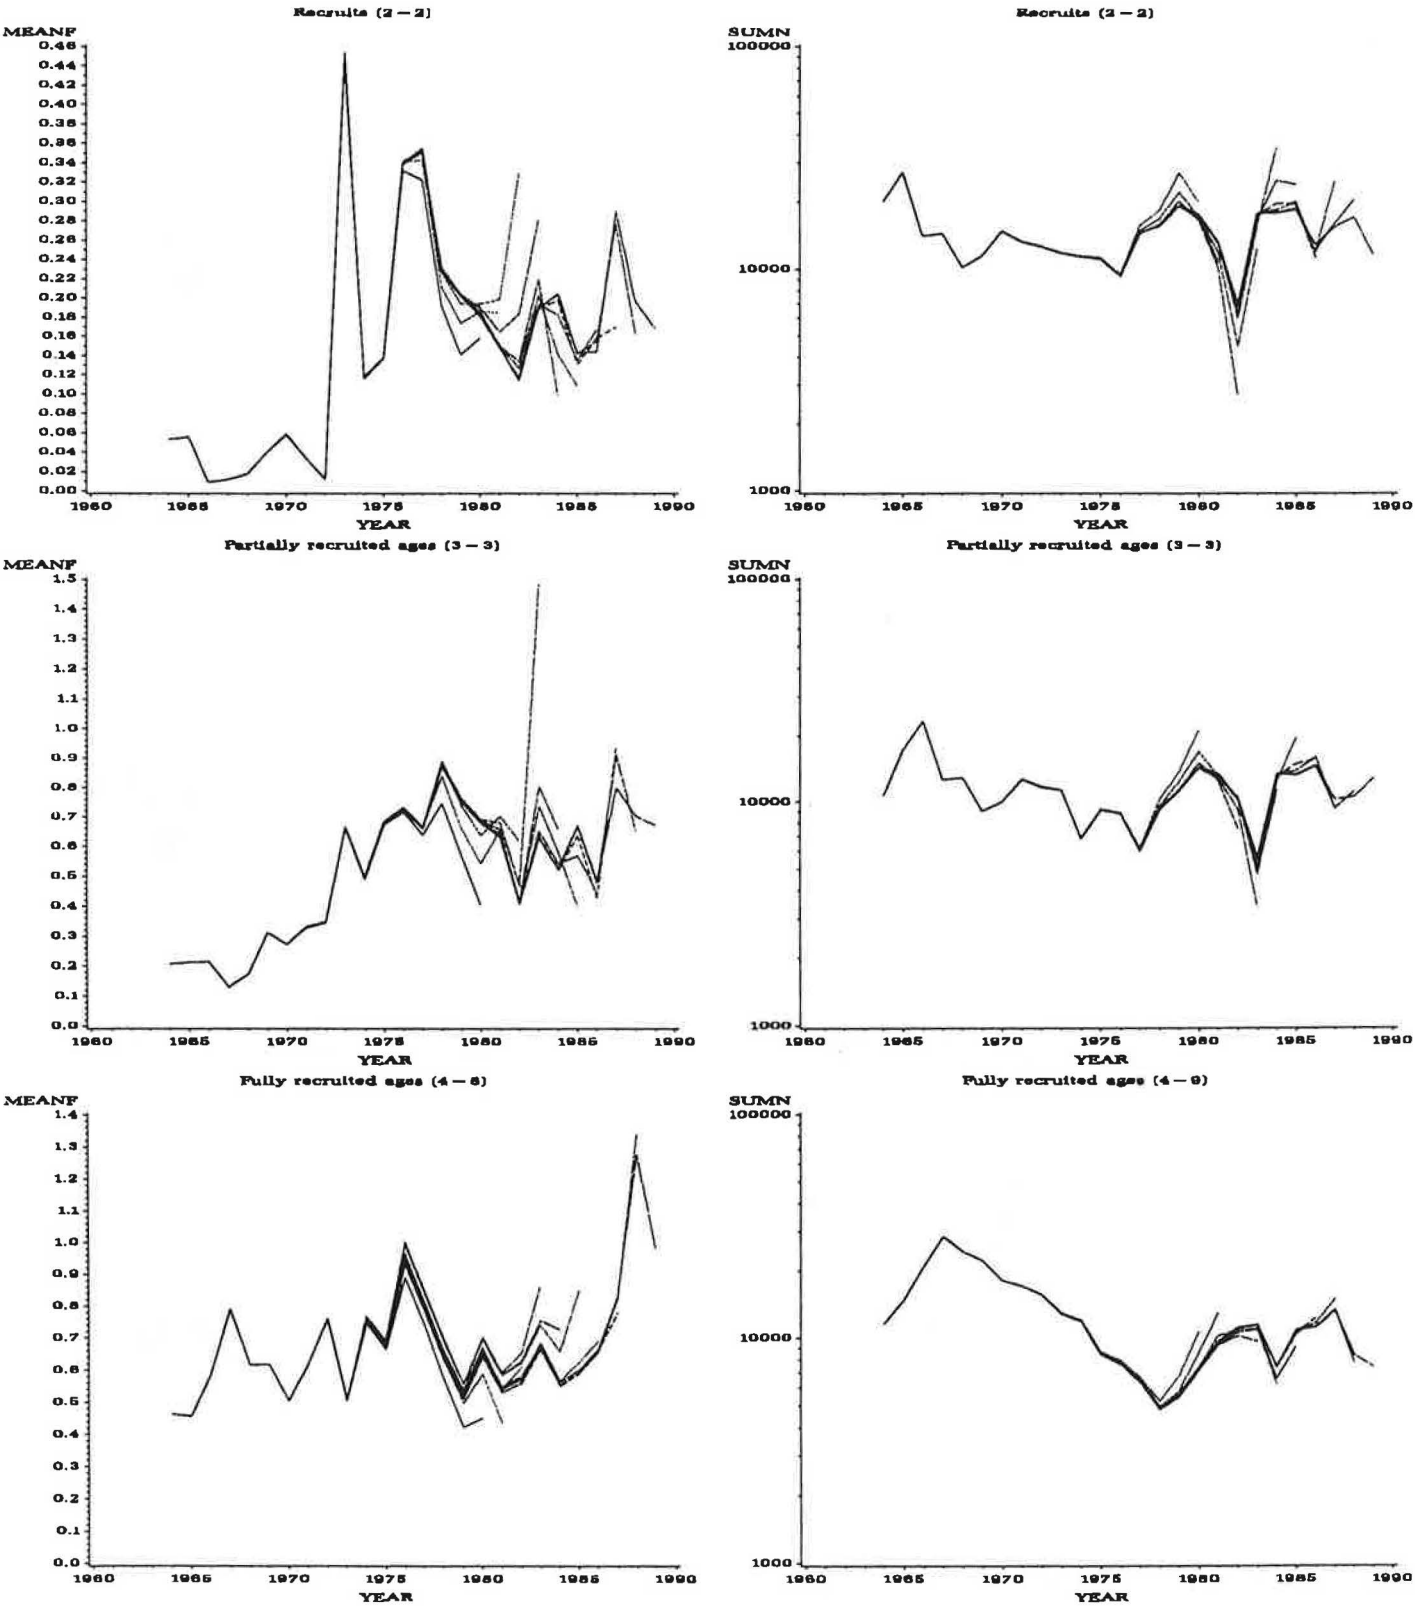 Recruits (2 – 2)
MEANF
0.46
0.44
0.42
0.40
0.38
0.36
0.34
0.32
0.30
0.28
0.26
0.24
0.22
0.20
0.18
0.16
0.14
0.12
0.10
0.08
0.06
0.04
0.02
0.00
1960 1965 1970 1975 1980 1985 1990
YEAR
Recruits (2 – 2)
SUMN
100000
10000
1000
1960 1965 1970 1975 1980 1985 1990
YEAR
Partially recruited ages (3 – 3)
MEANF
1.5
1.4
1.3
1.2
1.1
1.0
0.9
0.8
0.7
0.6
0.5
0.4
0.3
0.2
0.1
0.0
1960 1965 1970 1975 1980 1985 1990
YEAR
Partially recruited ages (3 – 3)
SUMN
100000
10000
1000
1960 1965 1970 1975 1980 1985 1990
YEAR
Fully recruited ages (4 – 8)
MEANF
1.4
1.3
1.2
1.1
1.0
0.9
0.8
0.7
0.6
0.5
0.4
0.3
0.2
0.1
0.0
1960 1965 1970 1975 1980 1985 1990
YEAR
Fully recruited ages (4 – 9)
SUMN
100000
10000
1000
1960 1965 1970 1975 1980 1985 1990
YEAR